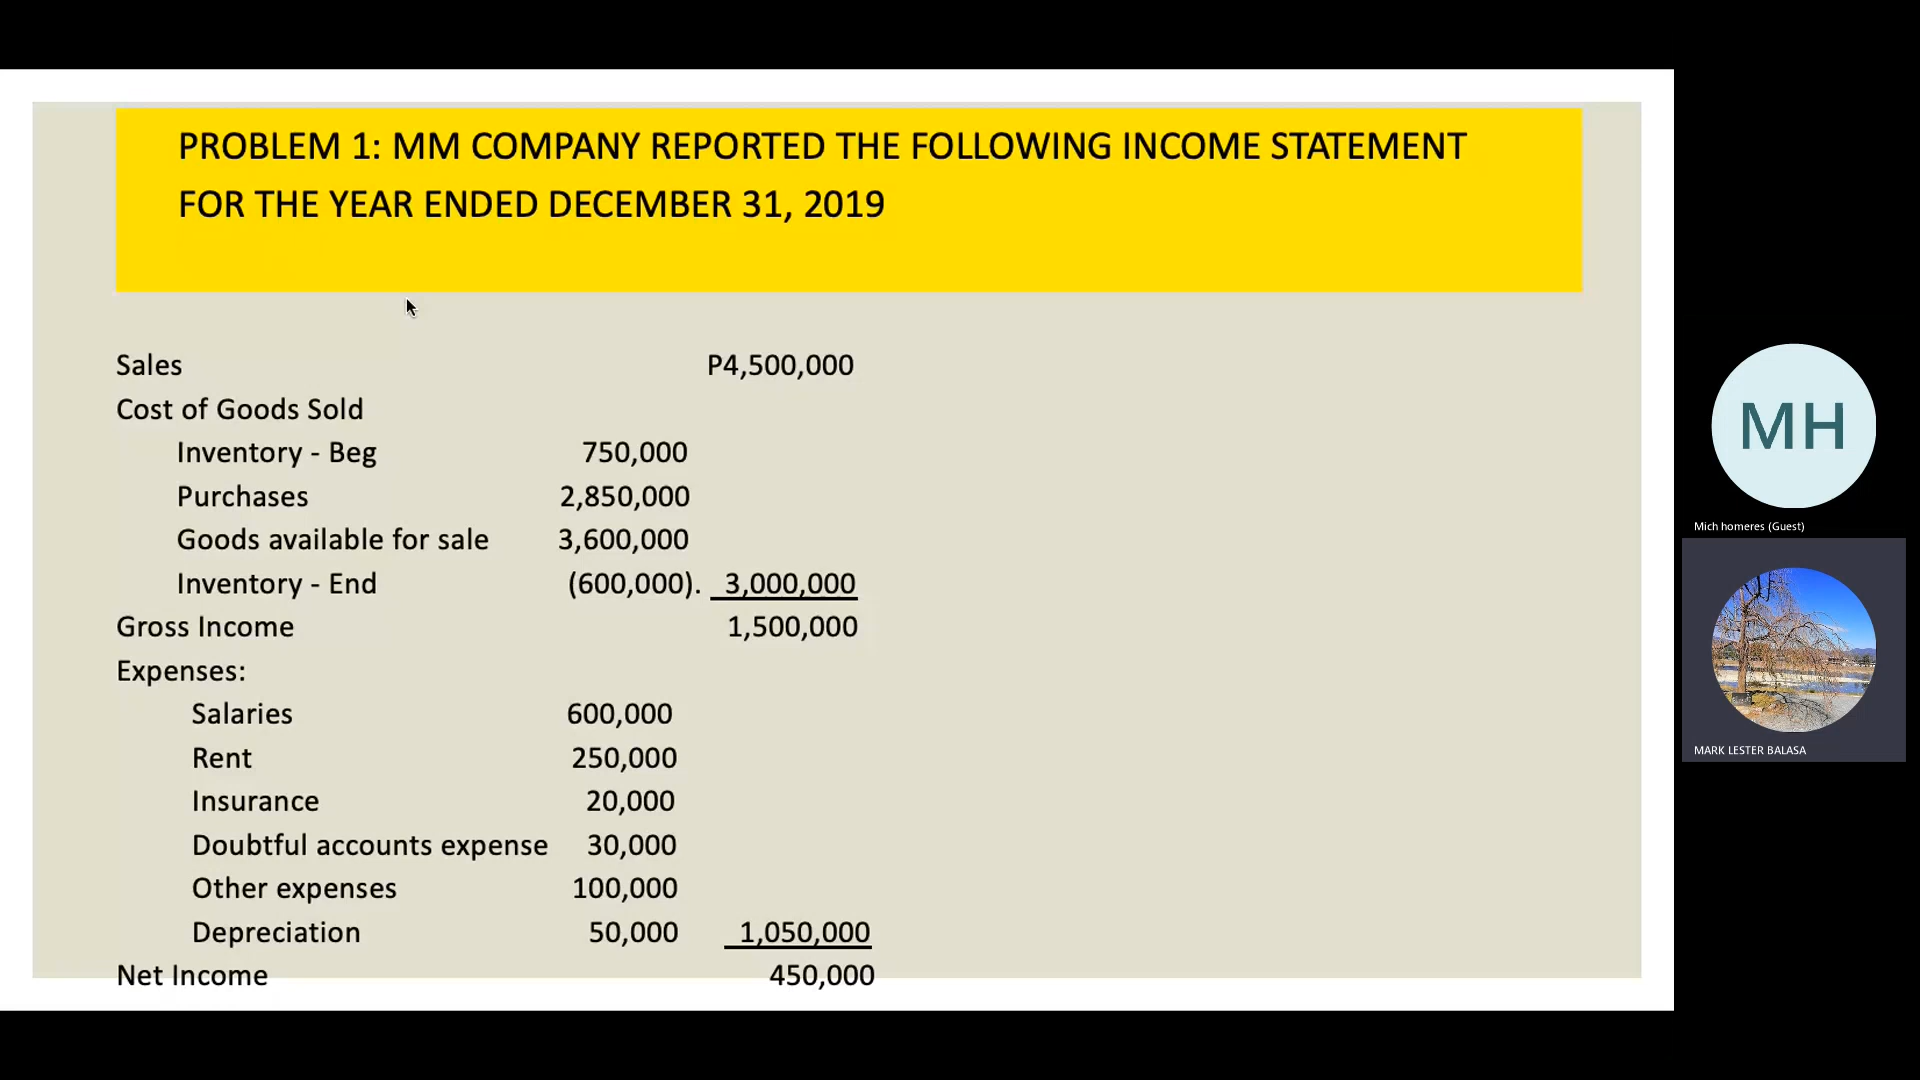 PROBLEM 1: MM COMPANY REPORTED THE FOLLOWING INCOME STATEMENT
FOR THE YEAR ENDED DECEMBER 31, 2019
Sales P4,500,000
Cost of Goods Sold
Inventory - Beg 750,000
Purchases 2,850,000
Goods available for sale 3,600,000
Inventory - End (600,000). 3,000,000
Gross Income 1,500,000
Expenses:
Salaries 600,000
Rent 250,000
Insurance 20,000
Doubtful accounts expense 30,000
Other expenses 100,000
Depreciation 50,000 1,050,000
Net Income 450,000
MH
Mich homeres (Guest)
MARK LESTER BALASA